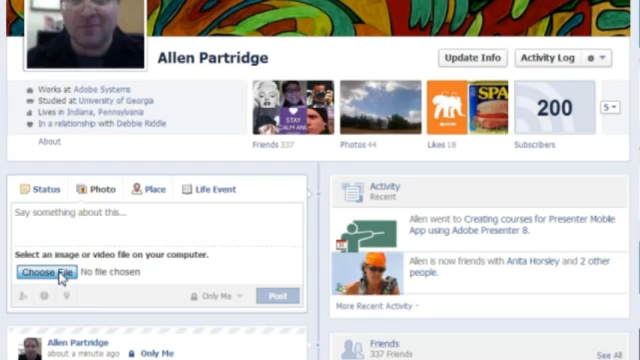 Allen Partridge
Update Info
Activity Log
Works at Adobe Systems
Studied at University of Georgia
Lives in Indiana, Pennsylvania
In a relationship with Debbie Riddle
About
STAY
CALM AND
SPA
200
5
Friends 337
Photos 44
Likes 18
Subscribers
Status
Photo
Place
Life Event
Say something about this...
Select an image or video file on your computer.
Choose File No file chosen
Only Me
Post
Activity
Recent
Allen went to Creating courses for Presenter Mobile
App using Adobe Presenter 8.
31
Allen is now friends with Anita Horsley and 2 other
people.
More Recent Activity
Allen Partridge
about a minute ago Only Me
Friends
337 Friends
See All